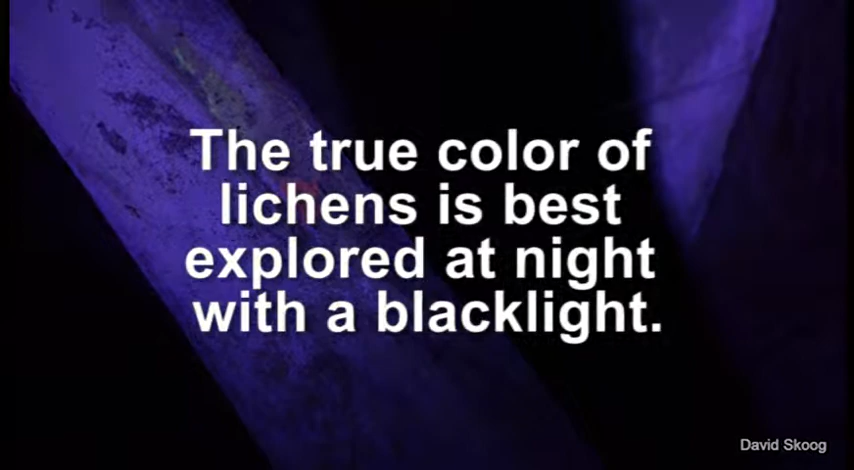 The true color of
lichens is best
explored at night
with a blacklight.
David Skoog